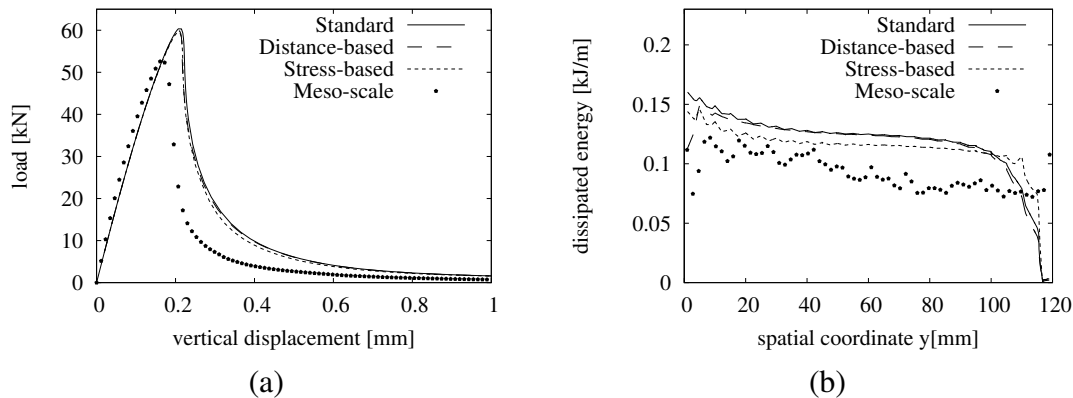 60
50
40
30
20
10
0
0
0.2
0.4
0.6
0.8
1
load [kN]
vertical displacement [mm]
Standard
Distance-based
Stress-based
Meso-scale
(a)
0.2
0.15
0.1
0.05
0
0
20
40
60
80
100
120
dissipated energy [kJ/m]
spatial coordinate y[mm]
Standard
Distance-based
Stress-based
Meso-scale
(b)